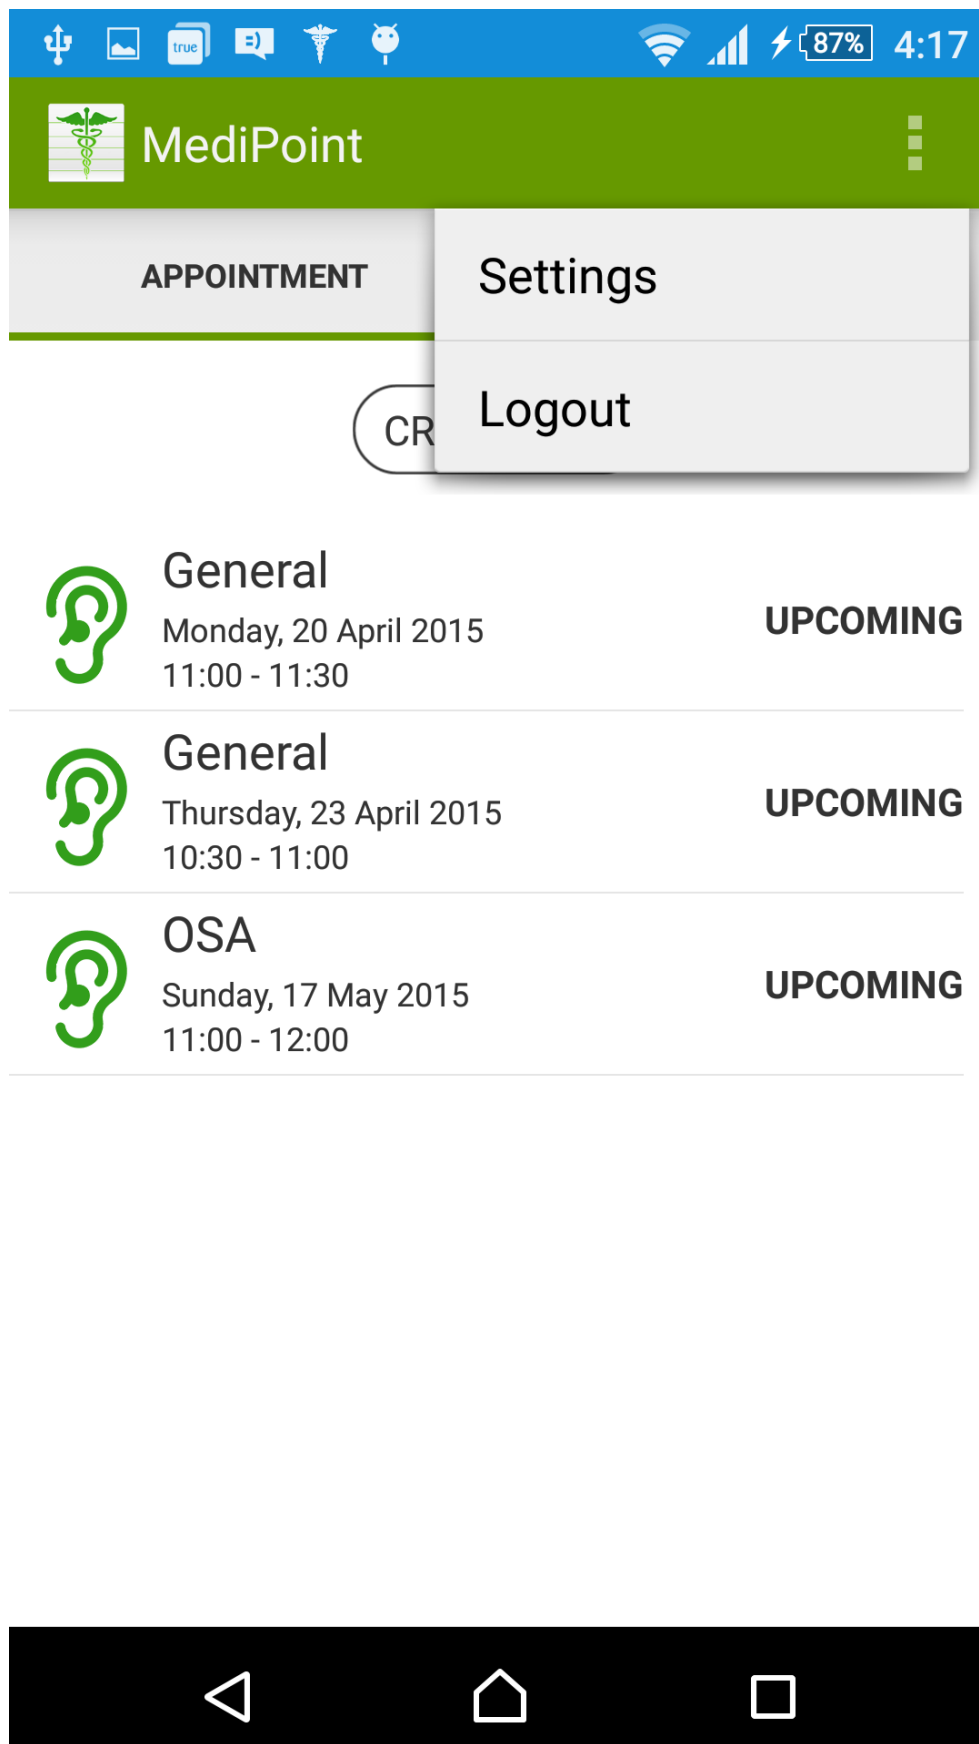 true
87% 4:17
MediPoint
APPOINTMENT
Settings
Logout
CR
General
Monday, 20 April 2015
11:00 - 11:30
UPCOMING
General
Thursday, 23 April 2015
10:30 - 11:00
UPCOMING
OSA
Sunday, 17 May 2015
11:00 - 12:00
UPCOMING